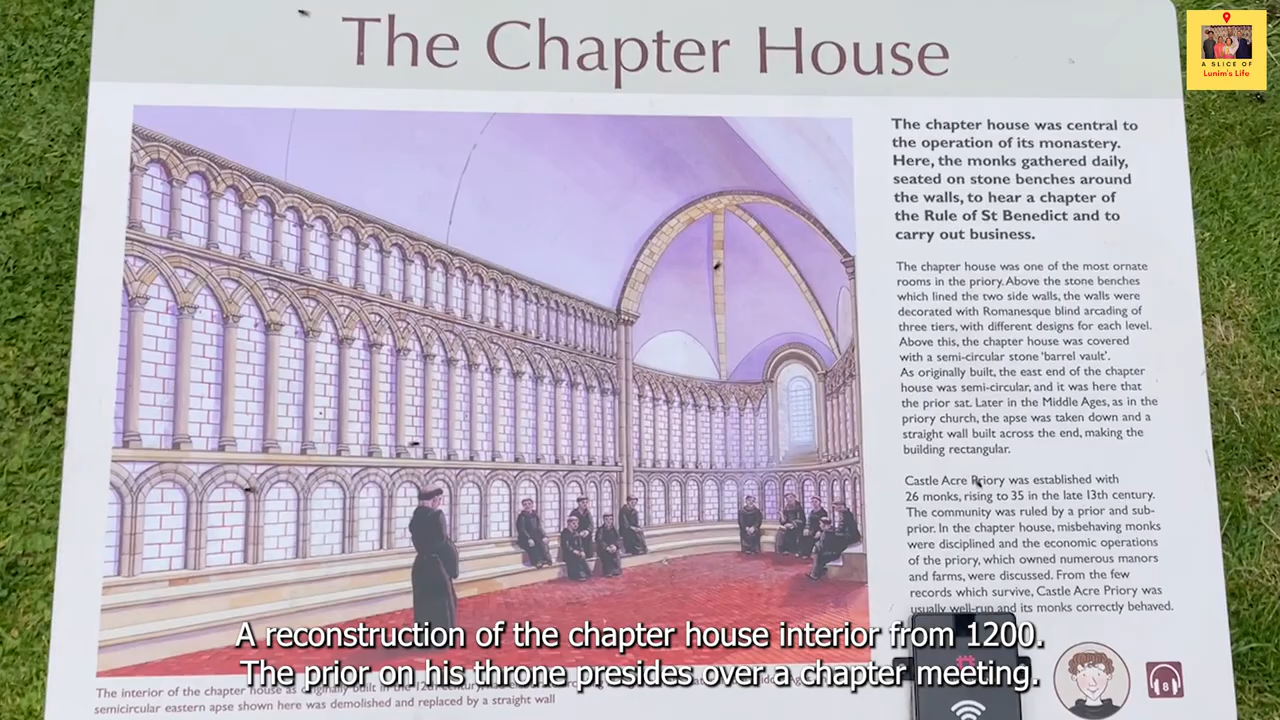 The Chapter House
A SLICE OF
Lunim's Life
The chapter house was central to
the operation of its monastery.
Here, the monks gathered daily,
seated on stone benches around
the walls, to hear a chapter of
the Rule of St Benedict and to
carry out business.
The chapter house was one of the most ornate
rooms in the priory. Above the stone benches
which lined the two side walls, the walls were
decorated with Romanesque blind arcading of
three tiers, with different designs for each level.
Above this, the chapter house was covered
with a semi-circular stone 'barrel vault'.
As originally built, the east end of the chapter
house was semi-circular, and it was here that
the prior sat. Later in the Middle Ages, as in the
priory church, the apse was taken down and a
straight wall built across the end, making the
building rectangular.
Castle Acre Priory was established with
26 monks, rising to 35 in the late 13th century.
The community was ruled by a prior and sub-
prior. In the chapter house, misbehaving monks
were disciplined and the economic operations
of the priory, which owned numerous manors
and farms, were discussed. From the few
records which survive, Castle Acre Priory was
usually well-run and its monks correctly behaved.
A reconstruction of the chapter house interior from 1200.
The prior on his throne presides over a chapter meeting.
The interior of the chapter house as originally built in the 12th century
semicircular eastern apse shown here was demolished and replaced by a straight wall
8